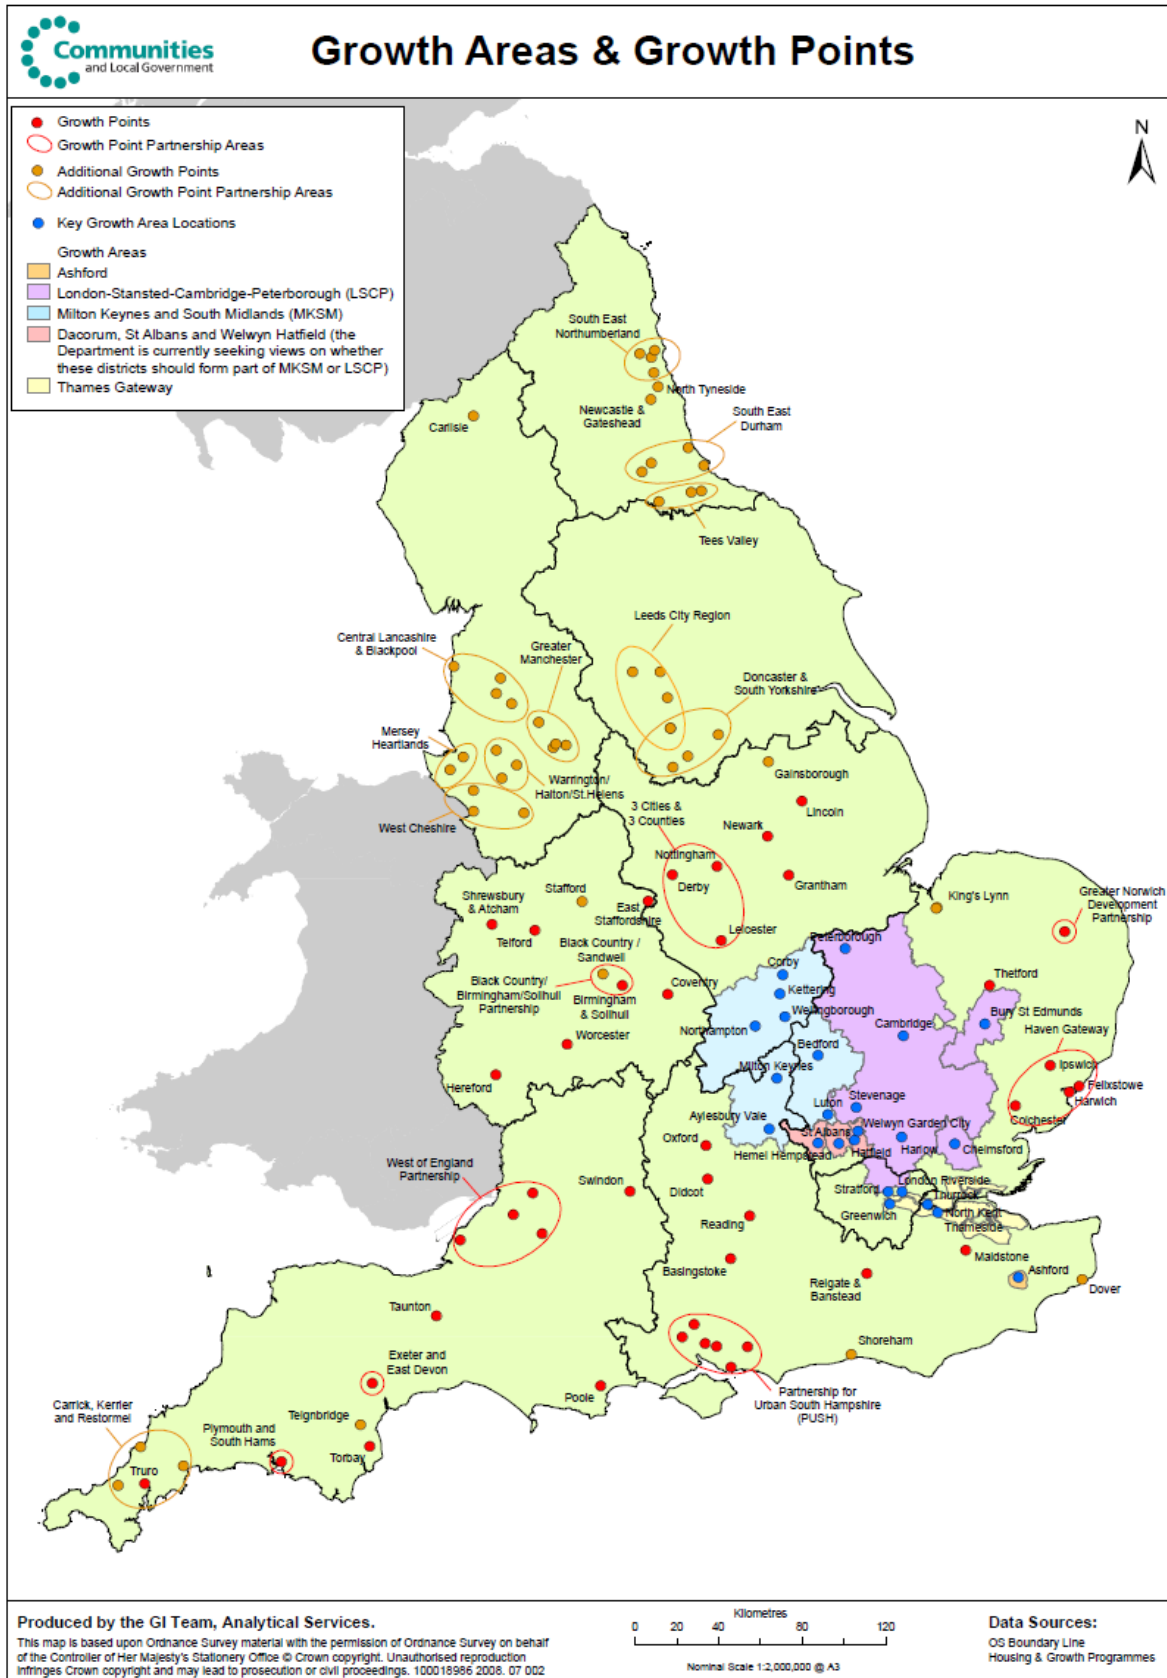 Communities
and Local Government
Growth Areas & Growth Points
Growth Points
Growth Point Partnership Areas
Additional Growth Points
Additional Growth Point Partnership Areas
Key Growth Area Locations
Growth Areas
Ashford
London-Stansted-Cambridge-Peterborough (LSCP)
Milton Keynes and South Midlands (MKSM)
Dacorum, St Albans and Welwyn Hatfield (the
Department is currently seeking views on whether
these districts should form part of MKSM or LSCP)
Thames Gateway
N
South East
Northumberland
North Tyneside
Newcastle &
Gateshead
South East
Durham
Carlisle
Tees Valley
Leeds City Region
Central Lancashire
& Blackpool
Greater
Manchester
Doncaster &
South Yorkshire
Mersey
Heartlands
Warrington/
Halton/St.Helens
West Cheshire
Gainsborough
Lincoln
3 Cities &
3 Counties
Newark
Nottingham
Derby
Grantham
Leicester
Shrewsbury
& Atcham
Stafford
East
Staffordshire
Telford
Black Country /
Sandwell
Black Country/
Birmingham/Solihull
Partnership
Birmingham
& Solihull
Coventry
Worcester
Hereford
King's Lynn
Greater Norwich
Development
Partnership
Peterborough
Corby
Kettering
Wellingborough
Northampton
Thetford
Bury St Edmunds
Cambridge
Haven Gateway
Bedford
Milton Keynes
Ipswich
Felixstowe
Harwich
Colchester
Luton
Stevenage
Aylesbury Vale
Welwyn Garden City
St Albans
Hemel Hempstead
Hatfield
Harlow
Chelmsford
Oxford
Didcot
Swindon
West of England
Partnership
Stratford
London Riverside
Thurrock
Greenwich
North Kent
Thameside
Reading
Basingstoke
Maidstone
Ashford
Dover
Reigate &
Banstead
Taunton
Shoreham
Exeter and
East Devon
Poole
Partnership for
Urban South Hampshire
(PUSH)
Carrick, Kerrier
and Restormel
Teignbridge
Plymouth and
South Hams
Torbay
Truro
Produced by the GI Team, Analytical Services.
This map is based upon Ordnance Survey material with the permission of Ordnance Survey on behalf
of the Controller of Her Majesty's Stationery Office © Crown copyright. Unauthorised reproduction
infringes Crown copyright and may lead to prosecution or civil proceedings. 100018986 2008. 07 002
Kilometres
0 20 40 60 80 120
Nominal Scale 1:2,000,000 @ A3
Data Sources:
OS Boundary Line
Housing & Growth Programmes